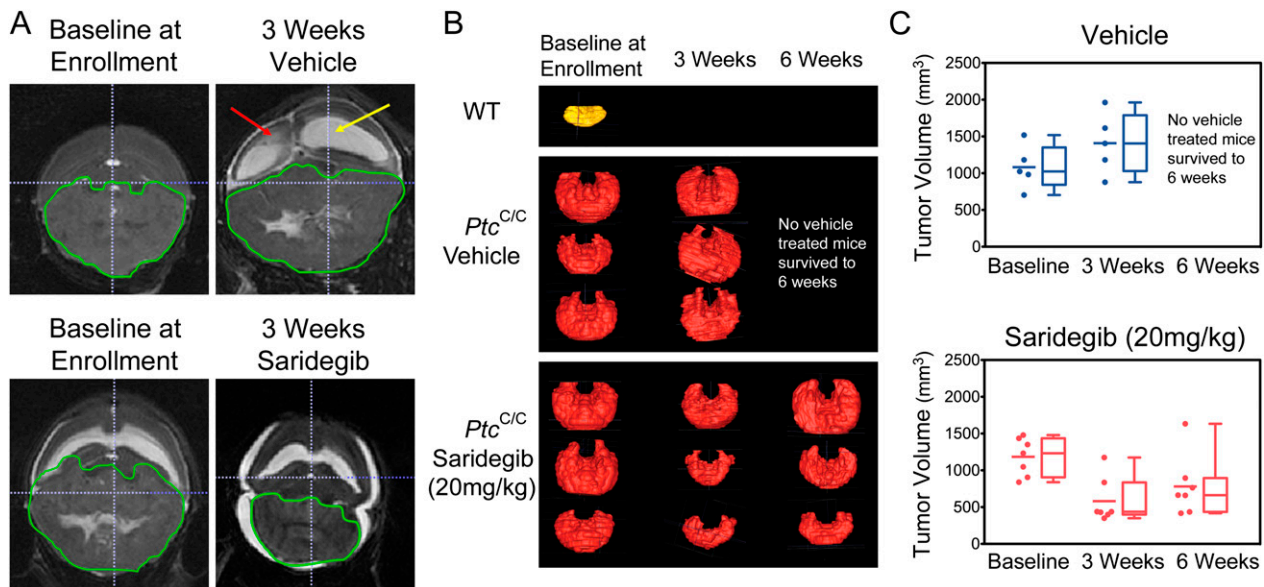 A
Baseline at
Enrollment
3 Weeks
Vehicle
Baseline at
Enrollment
3 Weeks
Saridegib
B
Baseline at
Enrollment
3 Weeks
6 Weeks
WT
Ptc^C/C
Vehicle
No vehicle
treated mice
survived to
6 weeks
Ptc^C/C
Saridegib
(20mg/kg)
C
Vehicle
Tumor Volume (mm³)
2500
2000
1500
1000
500
0
No vehicle
treated mice
survived to
6 weeks
Baseline 3 Weeks 6 Weeks
Saridegib (20mg/kg)
Tumor Volume (mm³)
2500
2000
1500
1000
500
0
Baseline 3 Weeks 6 Weeks